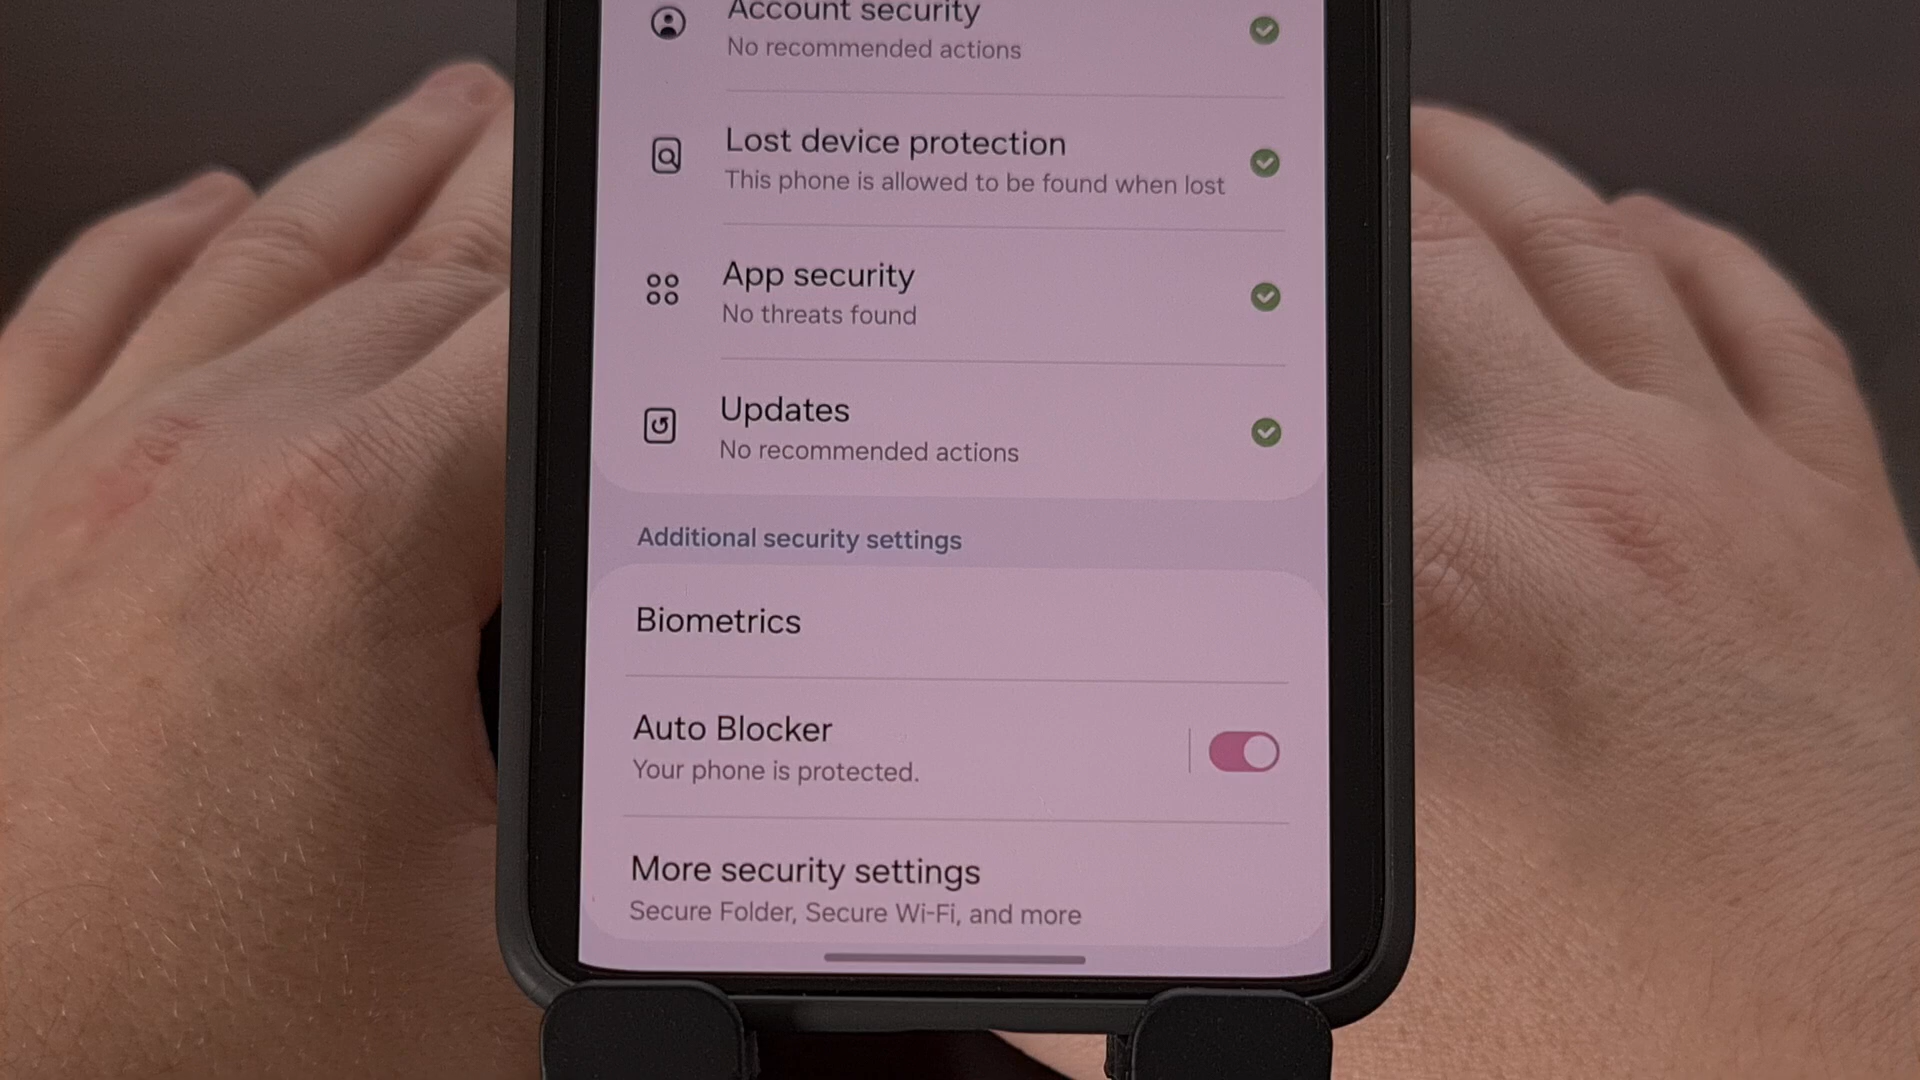 Account security
No recommended actions
Lost device protection
This phone is allowed to be found when lost
App security
No threats found
Updates
No recommended actions
Additional security settings
Biometrics
Auto Blocker
Your phone is protected.
More security settings
Secure Folder, Secure Wi-Fi, and more